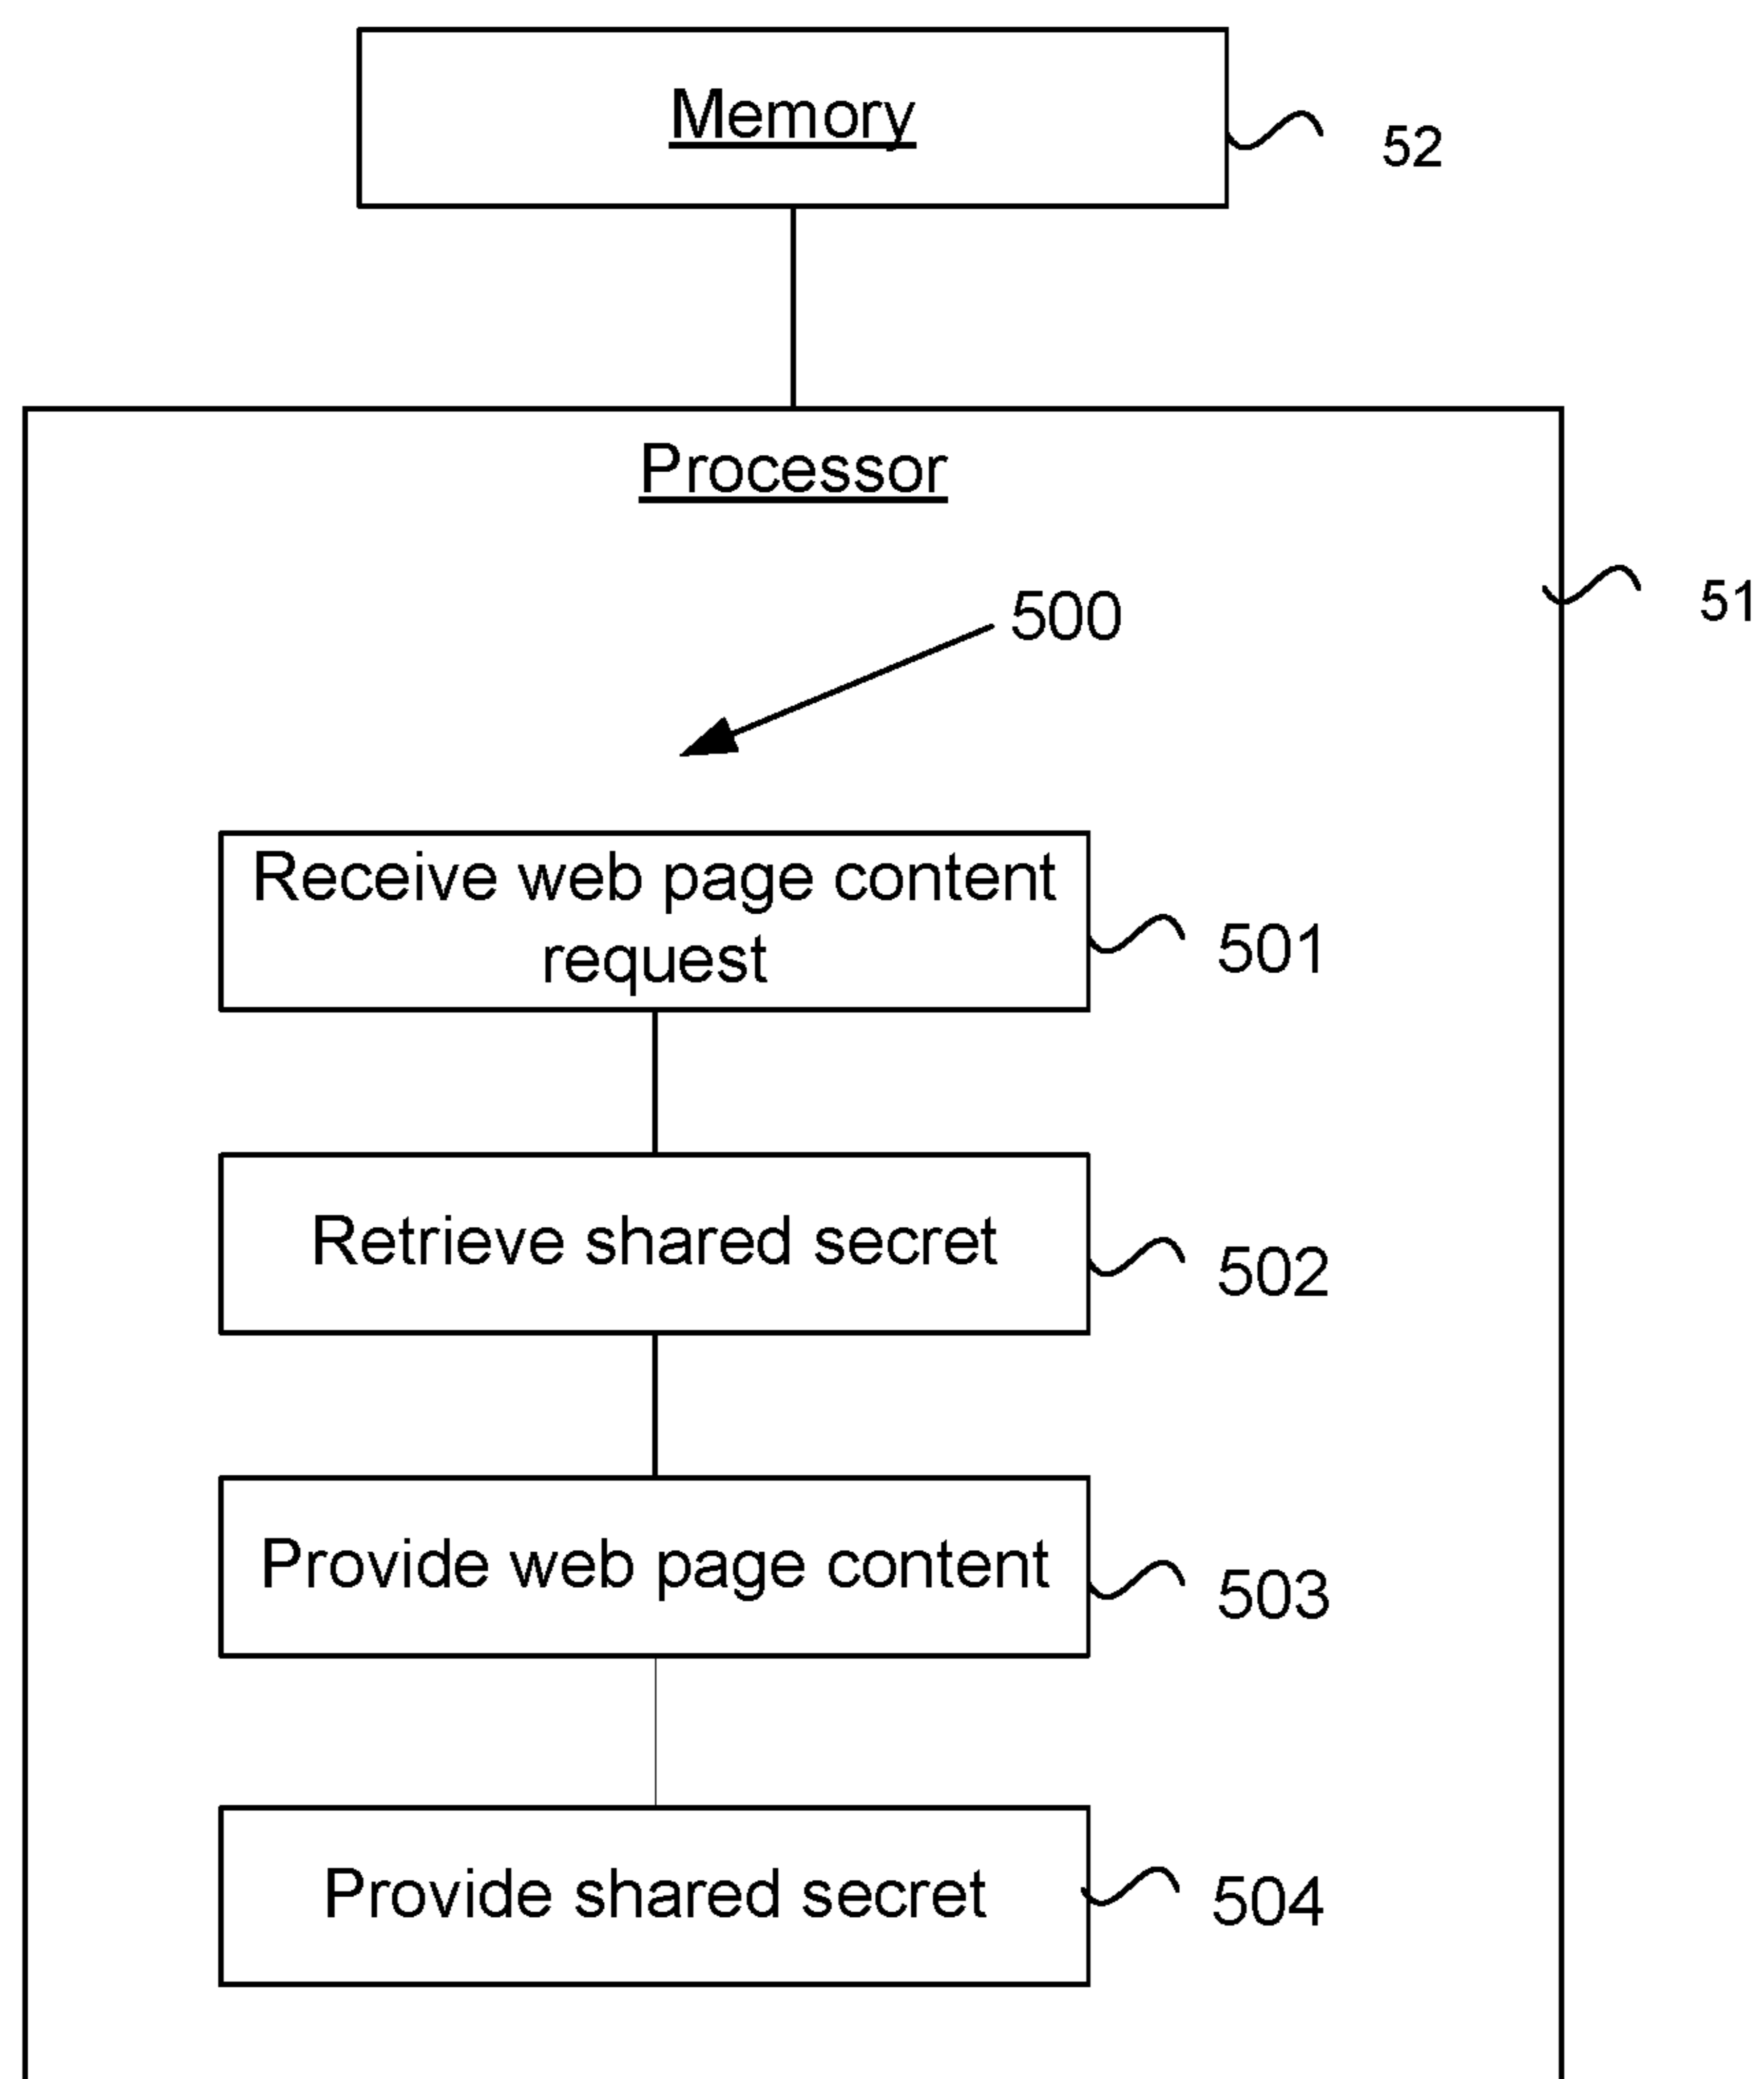 Memory
52
Processor
51
500
Receive web page content
request
501
Retrieve shared secret
502
Provide web page content
503
Provide shared secret
504